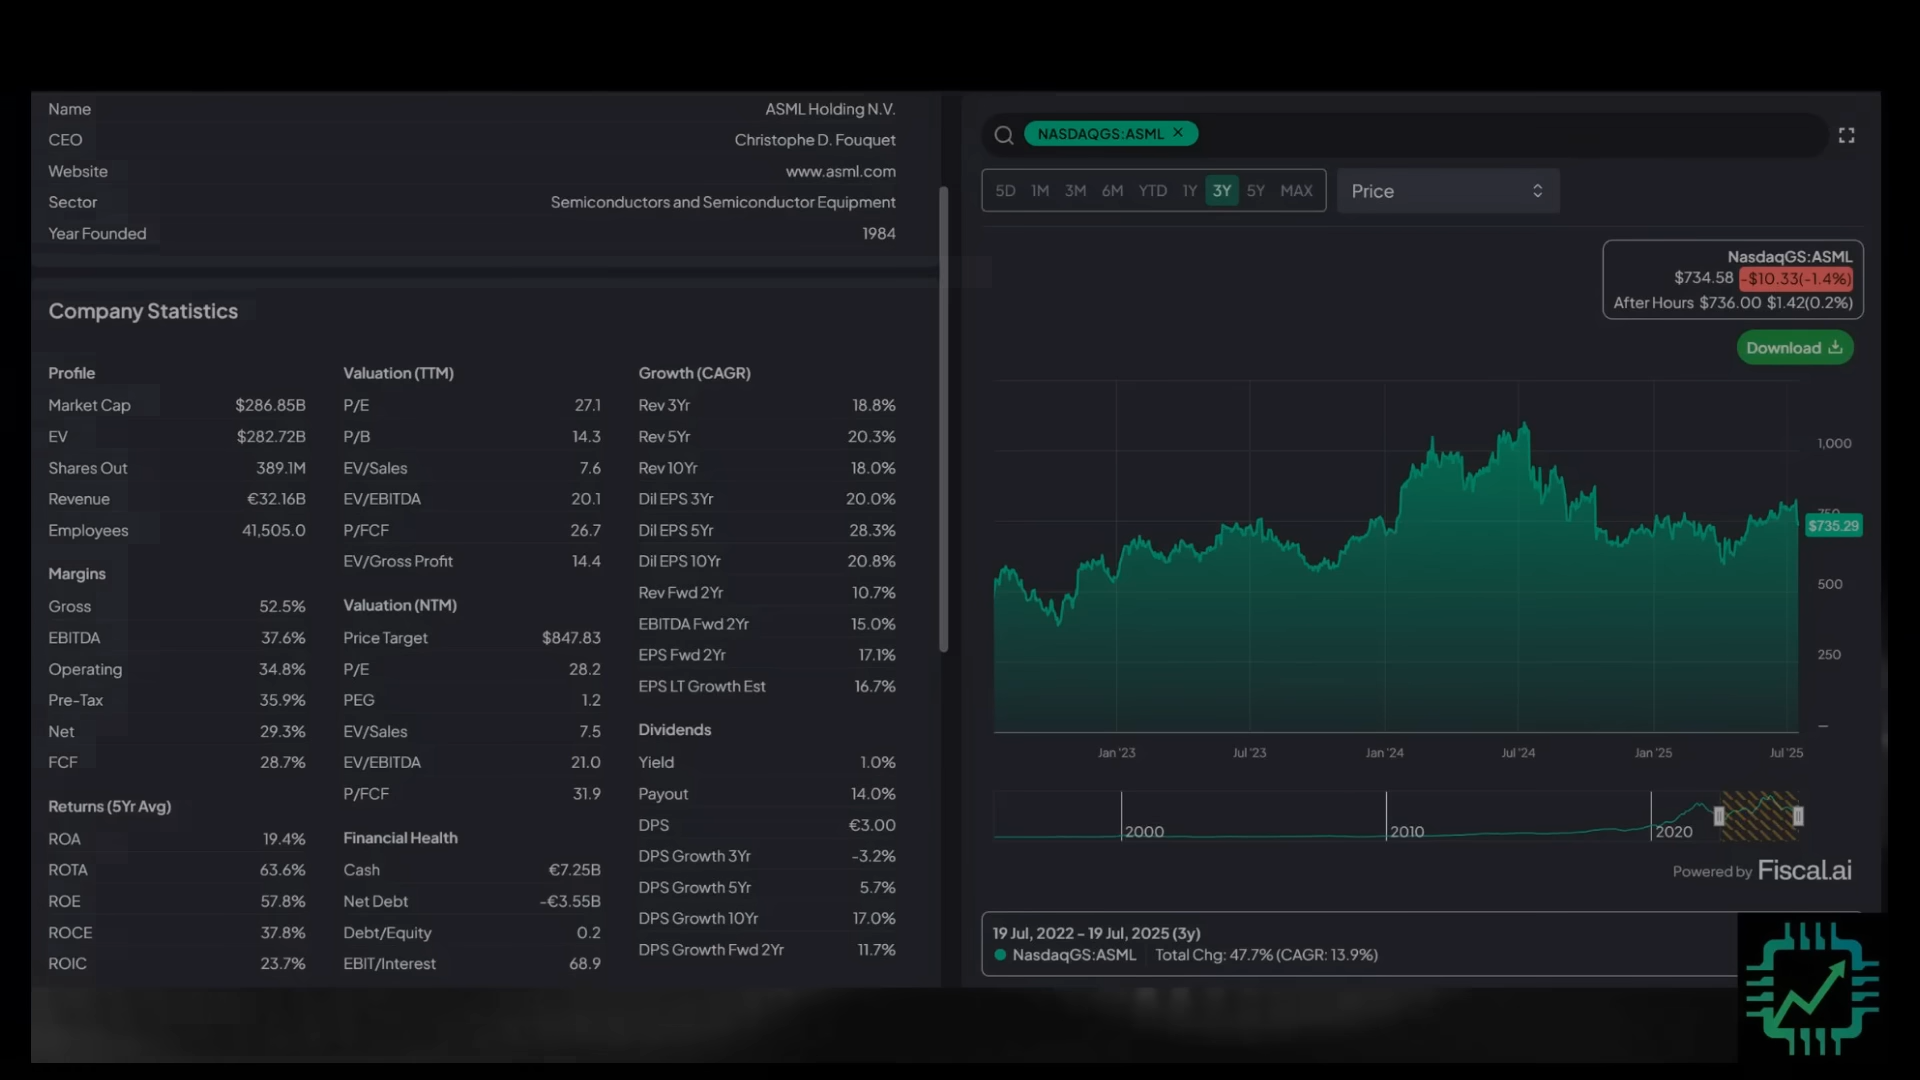 Name ASML Holding N.V.
CEO Christophe D. Fouquet
Website www.asml.com
Sector Semiconductors and Semiconductor Equipment
Year Founded 1984
Company Statistics
Profile
Market Cap $286.85B
EV $282.72B
Shares Out 389.1M
Revenue €32.16B
Employees 41,505.0
Margins
Gross 52.5%
EBITDA 37.6%
Operating 34.8%
Pre-Tax 35.9%
Net 29.3%
FCF 28.7%
Returns (5Yr Avg)
ROA 19.4%
ROTA 63.6%
ROE 57.8%
ROCE 37.8%
ROIC 23.7%
Valuation (TTM)
P/E 27.1
P/B 14.3
EV/Sales 7.6
EV/EBITDA 20.1
P/FCF 26.7
EV/Gross Profit 14.4
Valuation (NTM)
Price Target $847.83
P/E 28.2
PEG 1.2
EV/Sales 7.5
EV/EBITDA 21.0
P/FCF 31.9
Financial Health
Cash €7.25B
Net Debt -€3.55B
Debt/Equity 0.2
EBIT/Interest 68.9
Growth (CAGR)
Rev 3Yr 18.8%
Rev 5Yr 20.3%
Rev 10Yr 18.0%
Dil EPS 3Yr 20.0%
Dil EPS 5Yr 28.3%
Dil EPS 10Yr 20.8%
Rev Fwd 2Yr 10.7%
EBITDA Fwd 2Yr 15.0%
EPS Fwd 2Yr 17.1%
EPS LT Growth Est 16.7%
Dividends
Yield 1.0%
Payout 14.0%
DPS €3.00
DPS Growth 3Yr -3.2%
DPS Growth 5Yr 5.7%
DPS Growth 10Yr 17.0%
DPS Growth Fwd 2Yr 11.7%
NASDAQGS:ASML ×
5D 1M 3M 6M YTD 1Y 3Y 5Y MAX Price
NasdaqGS:ASML
$734.58 -$10.33(-1.4%)
After Hours $736.00 $1.42(0.2%)
Download
1,000
750
$735.29
500
250
Jan '23 Jul '23 Jan '24 Jul '24 Jan '25 Jul '25
2000 2010 2020
Powered by Fiscal.ai
19 Jul, 2022 - 19 Jul, 2025 (3y)
NasdaqGS:ASML Total Chg: 47.7% (CAGR: 13.9%)